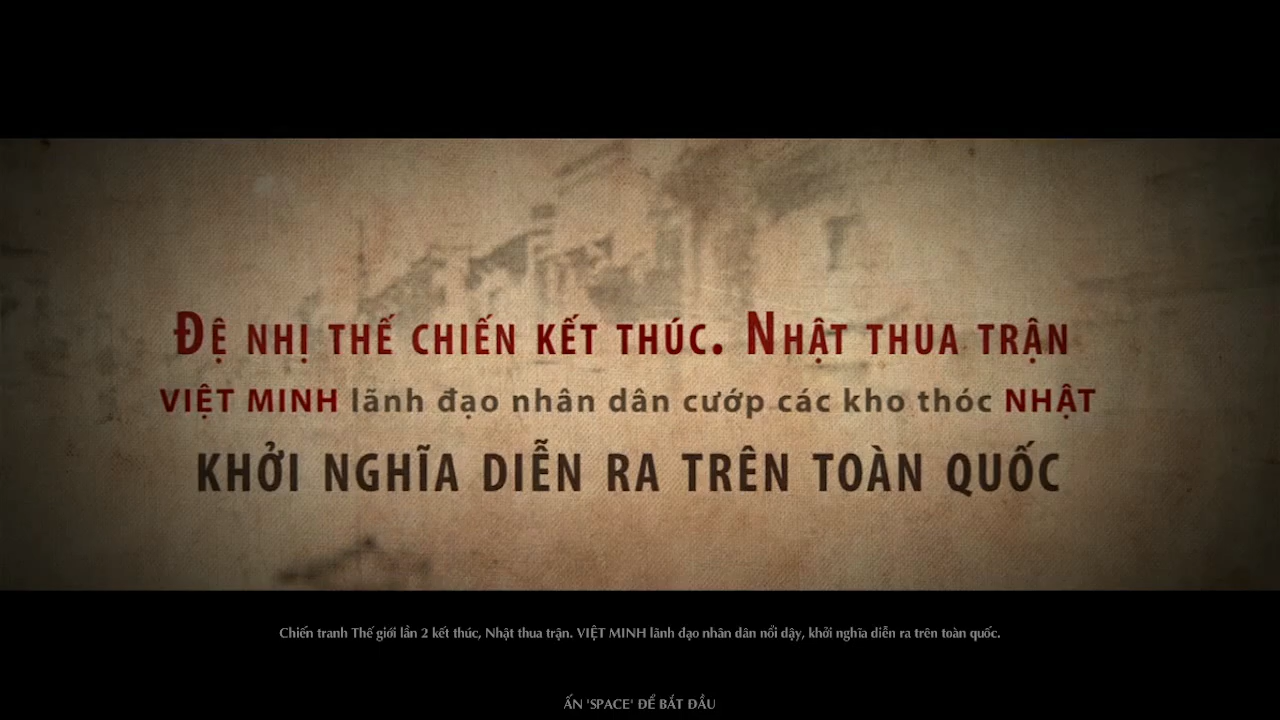 Đệ nhị thế chiến kết thúc. Nhật thua trận
VIỆT MINH lãnh đạo nhân dân cướp các kho thóc NHẬT
KHỞI NGHĨA DIỄN RA TRÊN TOÀN QUỐC
Chiến tranh Thế giới lần 2 kết thúc, Nhật thua trận. VIỆT MINH lãnh đạo nhân dân nổi dậy, khởi nghĩa diễn ra trên toàn quốc.
ẤN 'SPACE' ĐỂ BẮT ĐẦU